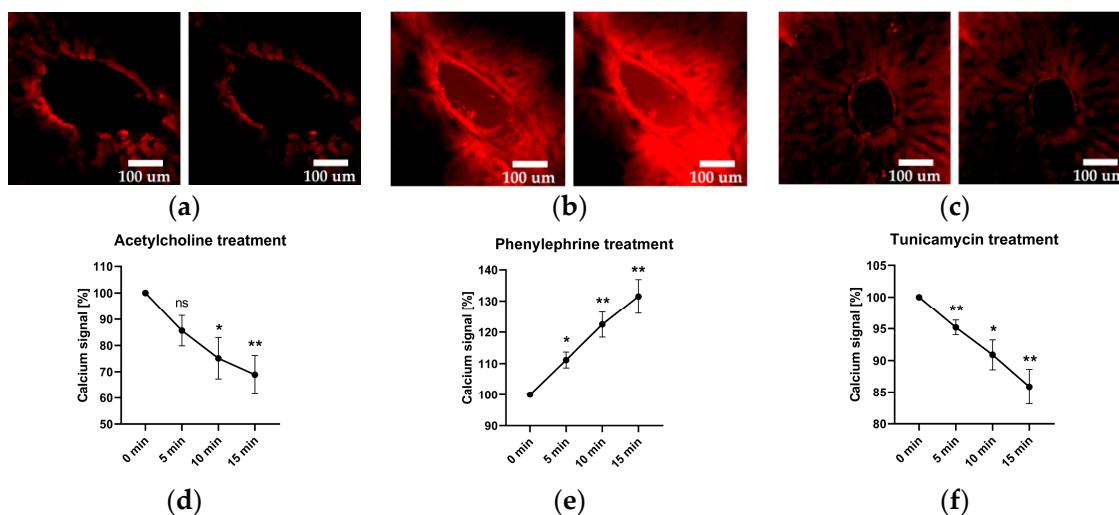 100 um
100 um
100 um
100 um
100 um
100 um
(a)
(b)
(c)
Acetylcholine treatment
Calcium signal [%]
110
100
90
80
70
60
50
ns
*
**
0 min
5 min
10 min
15 min
(d)
Phenylephrine treatment
Calcium signal [%]
140
130
120
110
100
90
*
**
**
0 min
5 min
10 min
15 min
(e)
Tunicamycin treatment
Calcium signal [%]
105
100
95
90
85
80
**
*
**
0 min
5 min
10 min
15 min
(f)